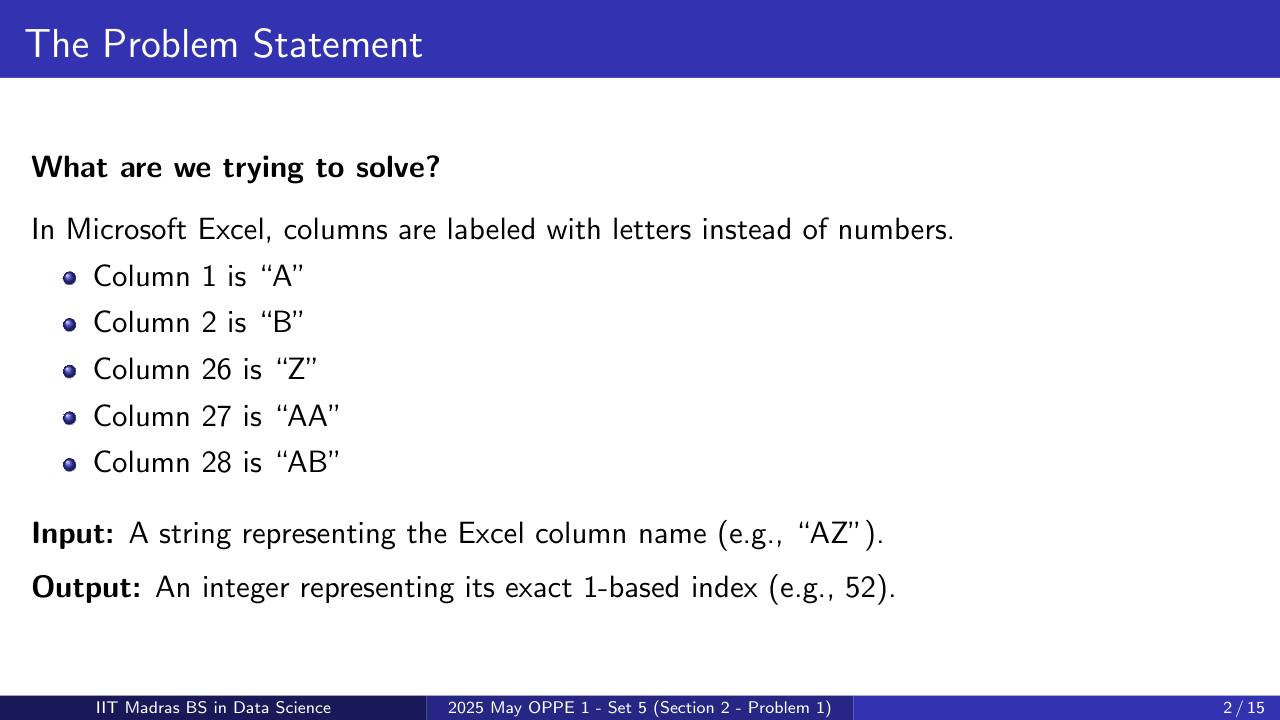 The Problem Statement
What are we trying to solve?
In Microsoft Excel, columns are labeled with letters instead of numbers.
Column 1 is “A”
Column 2 is “B”
Column 26 is “Z”
Column 27 is “AA”
Column 28 is “AB”
Input: A string representing the Excel column name (e.g., “AZ”).
Output: An integer representing its exact 1-based index (e.g., 52).
IIT Madras BS in Data Science
2025 May OPPE 1 - Set 5 (Section 2 - Problem 1)
2 / 15